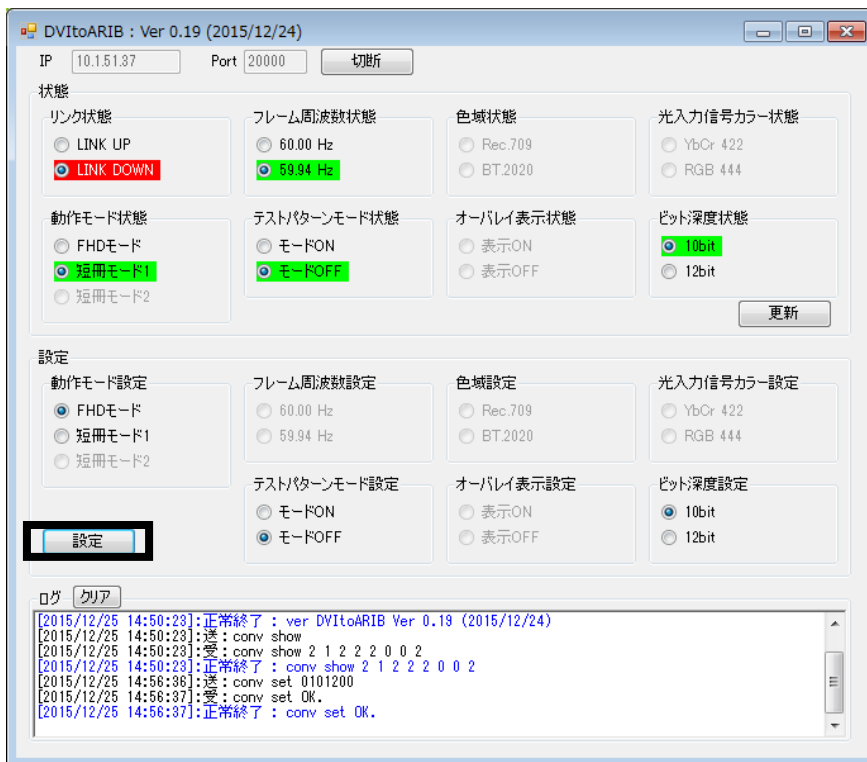 DVItoARIB : Ver 0.19 (2015/12/24)
IP 10.1.51.37 Port 20000 切断
状態
リンク状態 フレーム周波数状態 色域状態 光入力信号カラー状態
LINK UP 60.00 Hz Rec.709 YbCr 422
LINK DOWN 59.94 Hz BT.2020 RGB 444
動作モード状態 テストパターンモード状態 オーバレイ表示状態 ビット深度状態
FHDモード モードON 表示ON 10bit
短冊モード1 モードOFF 表示OFF 12bit
短冊モード2
更新
設定
動作モード設定 フレーム周波数設定 色域設定 光入力信号カラー設定
FHDモード 60.00 Hz Rec.709 YbCr 422
短冊モード1 59.94 Hz BT.2020 RGB 444
短冊モード2
テストパターンモード設定 オーバレイ表示設定 ビット深度設定
モードON 表示ON 10bit
設定 モードOFF 表示OFF 12bit
ログ クリア
[2015/12/25 14:50:23]:正常終了 : ver DVItoARIB Ver 0.19 (2015/12/24)
[2015/12/25 14:50:23]:送 : conv show
[2015/12/25 14:50:23]:受 : conv show 2 1 2 2 2 0 0 2
[2015/12/25 14:50:23]:正常終了 : conv show 2 1 2 2 2 0 0 2
[2015/12/25 14:56:36]:送 : conv set 0101200
[2015/12/25 14:56:37]:受 : conv set OK.
[2015/12/25 14:56:37]:正常終了 : conv set OK.